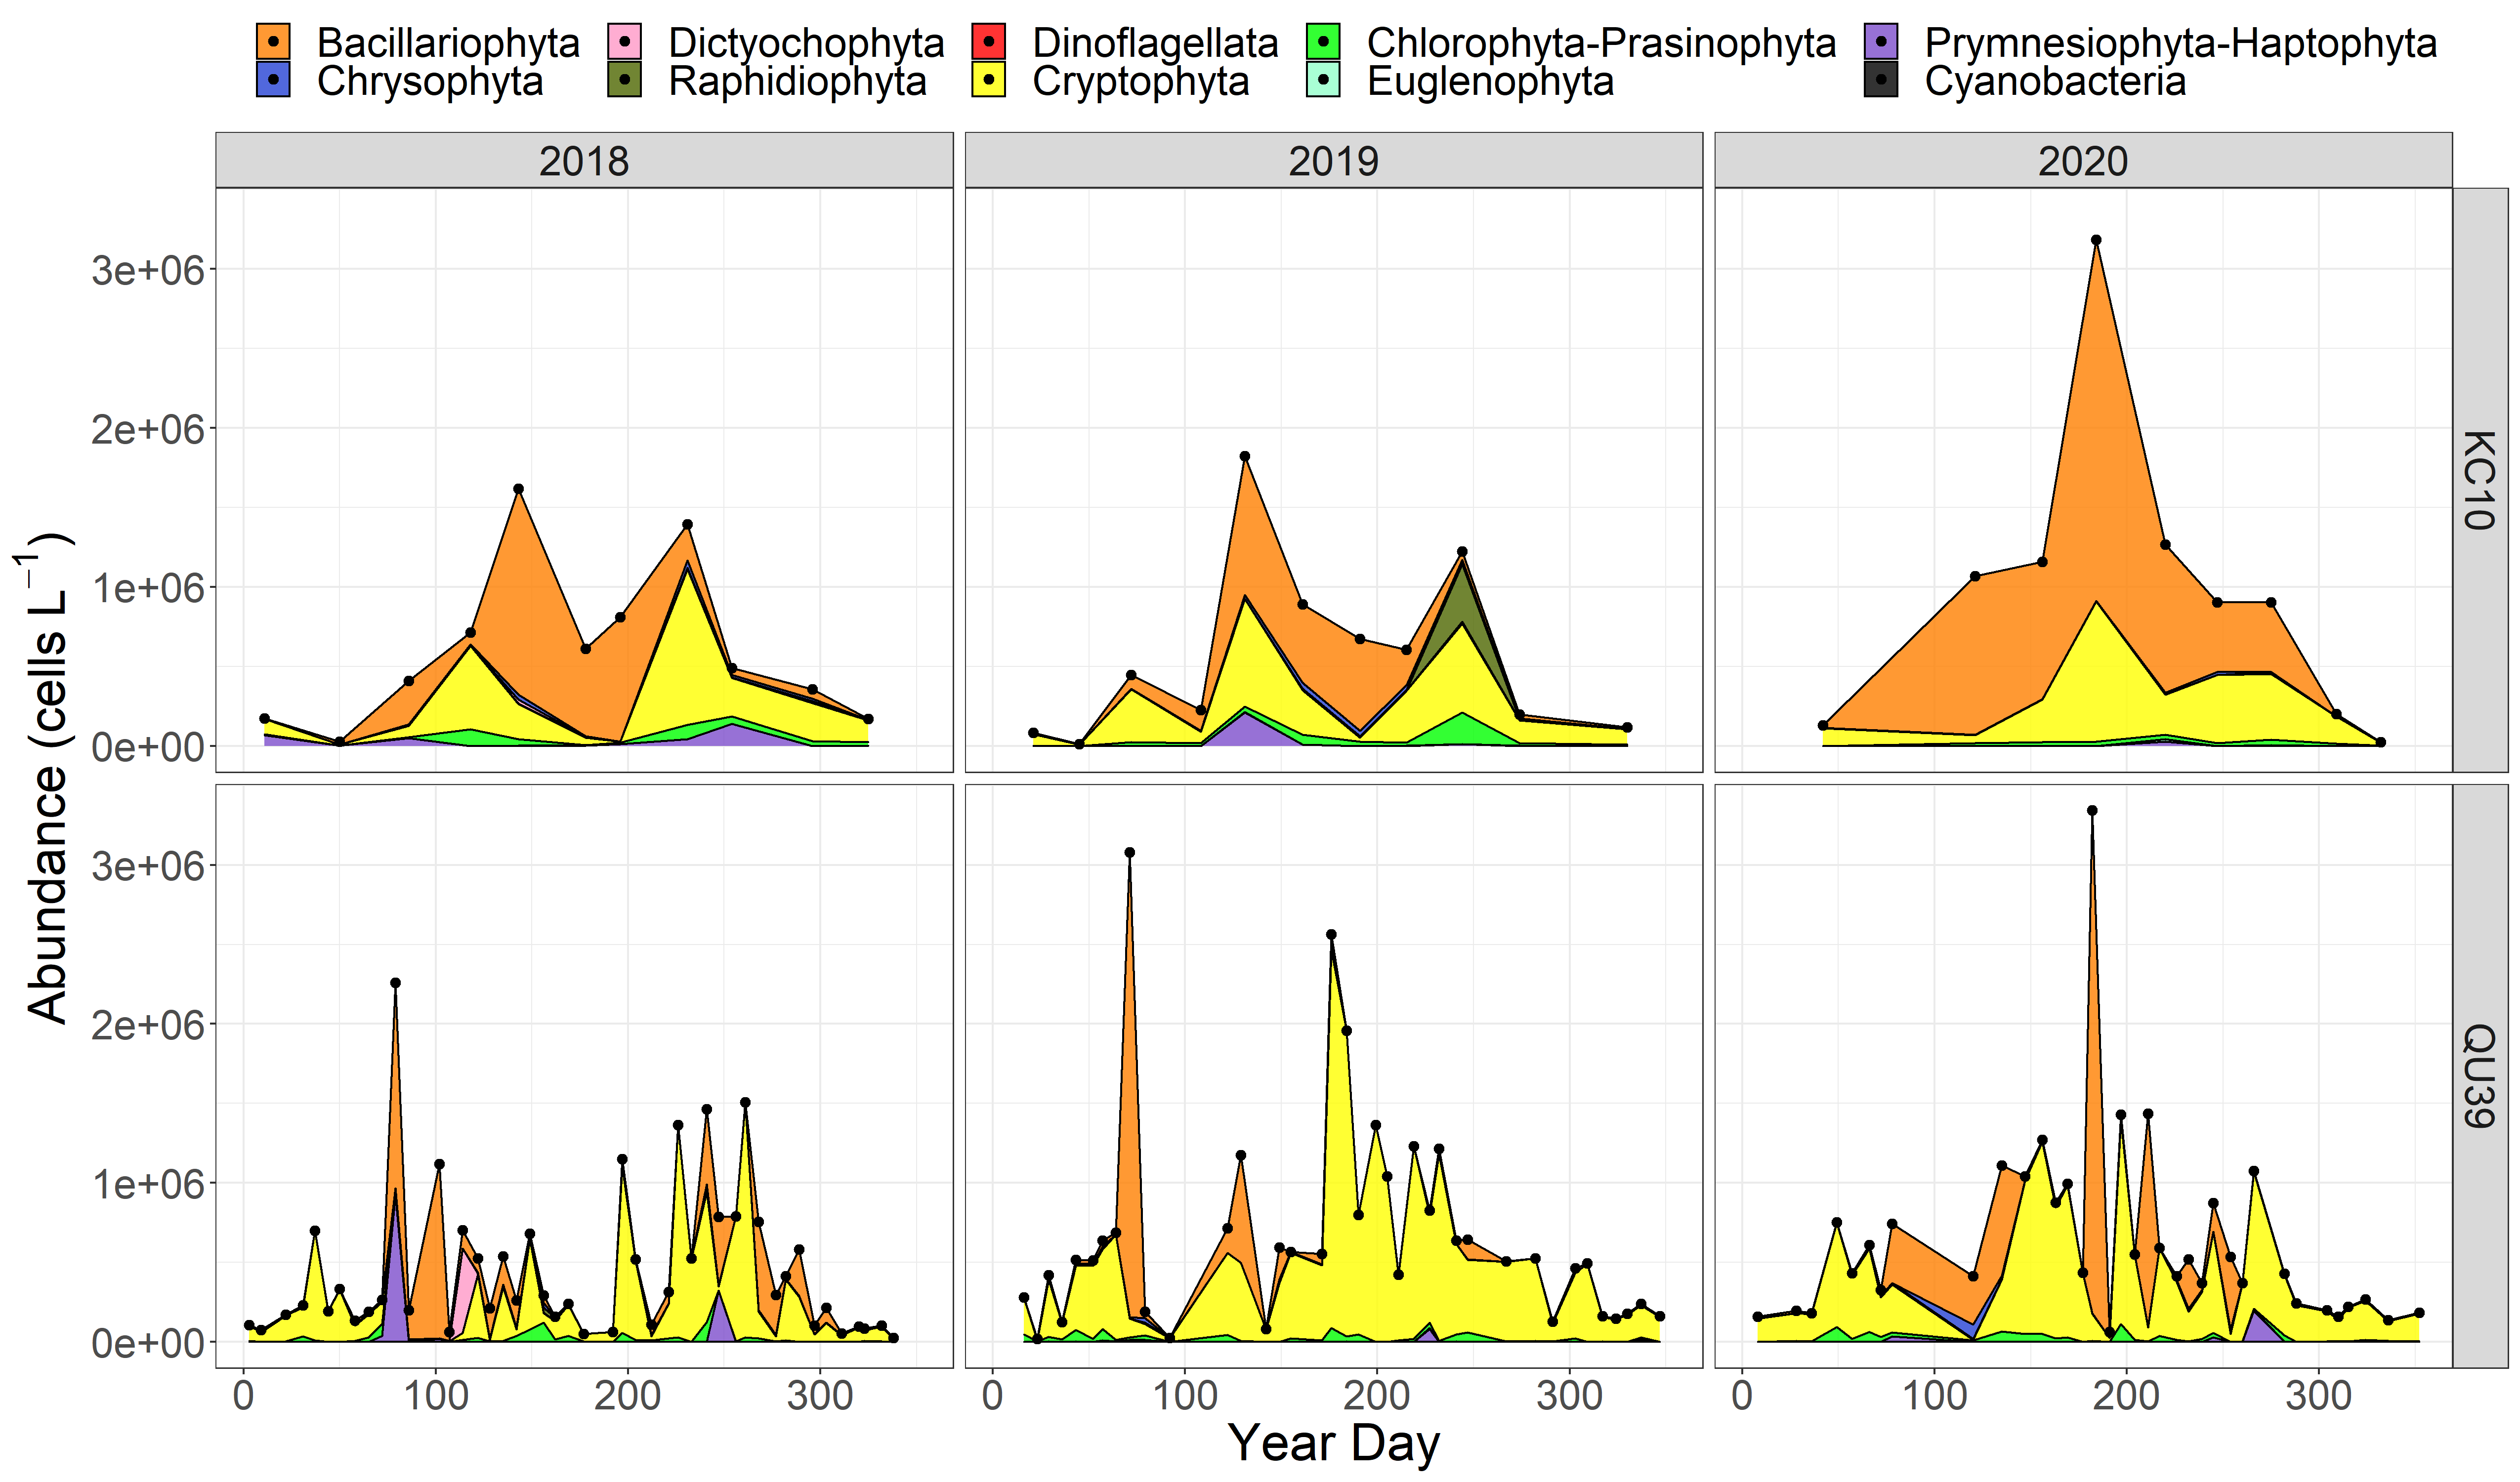 Bacillariophyta Dictyochophyta Dinoflagellata Chlorophyta-Prasinophyta Prymnesiophyta-Haptophyta
Chrysophyta Raphidiophyta Cryptophyta Euglenophyta Cyanobacteria
2018 2019 2020
3e+06
2e+06
1e+06
0e+00
KC10
3e+06
2e+06
1e+06
0e+00
QU39
Abundance (cells L⁻¹)
0 100 200 300 0 100 200 300 0 100 200 300
Year Day